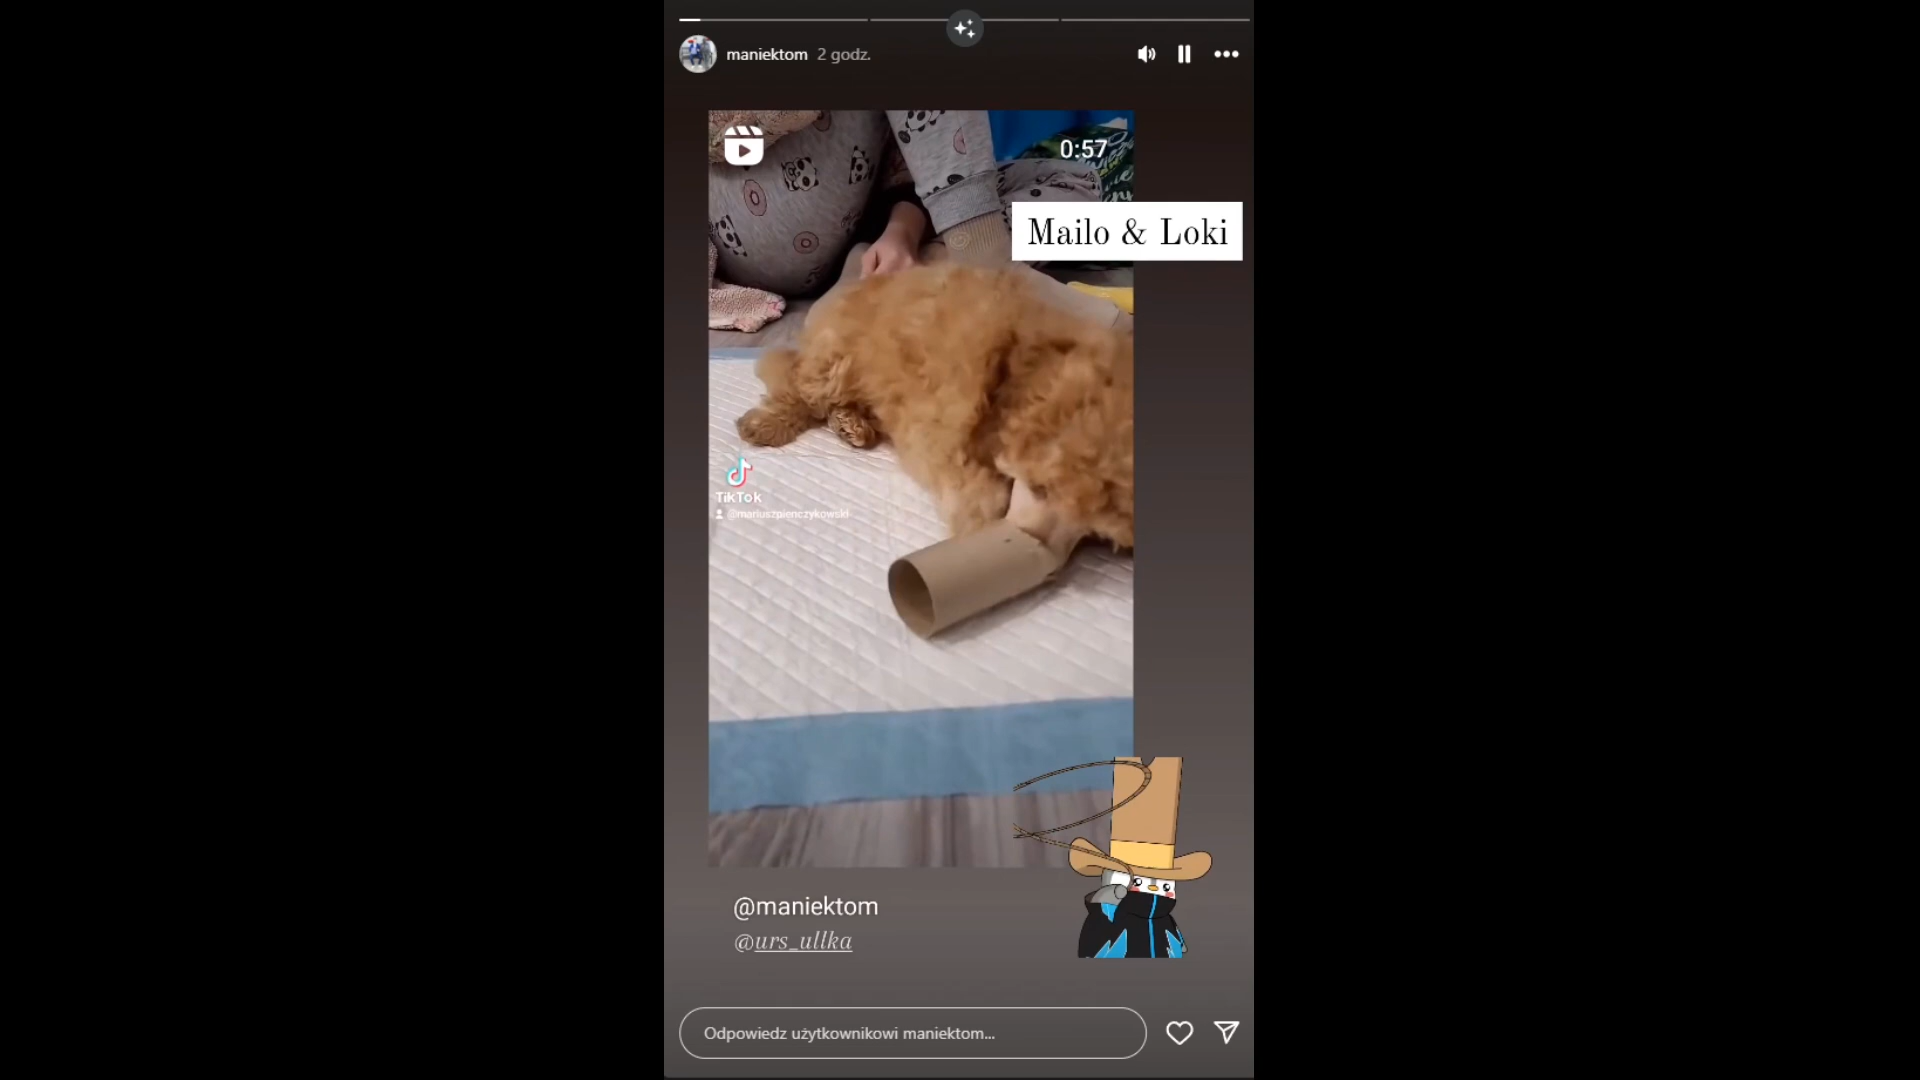 maniektom 2 godz.
0:57
Mailo & Loki
TikTok
@mariuszpienczykowski
@maniektom
@urs_ullka
Odpowiedz użytkownikowi maniektom...